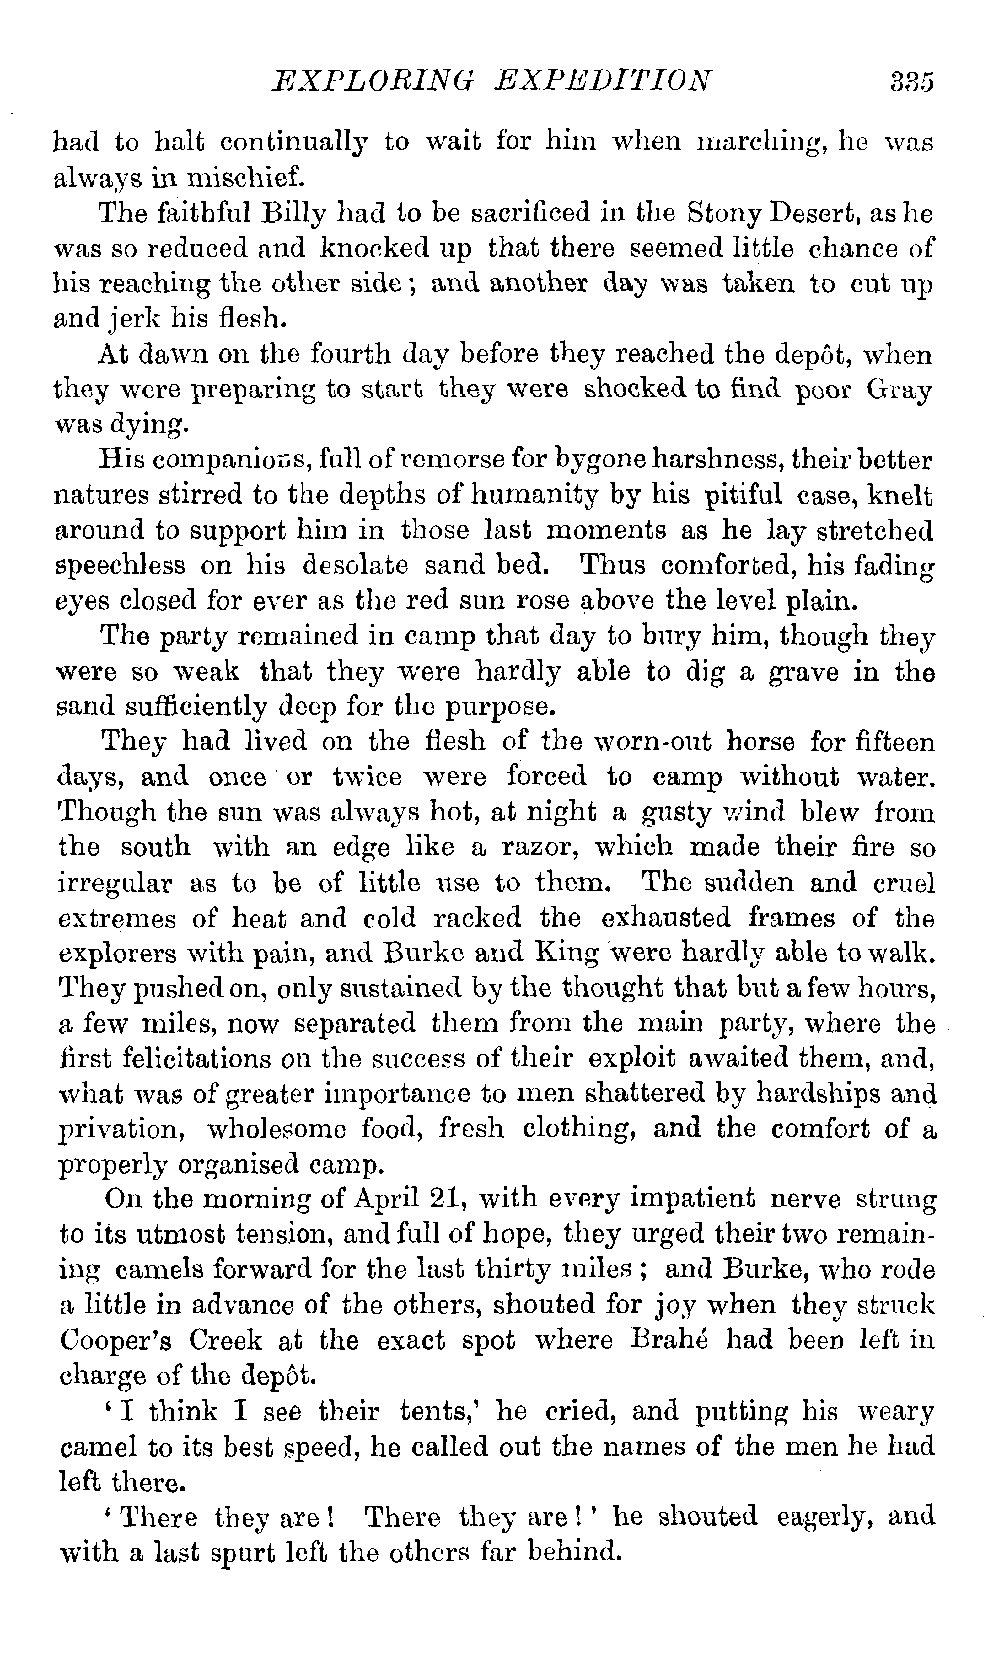 EXPLORING EXPEDITION 335
had to halt continually to wait for him when marching, he was
always in mischief.
The faithful Billy had to be sacrificed in the Stony Desert, as he
was so reduced and knocked up that there seemed little chance of
his reaching the other side; and another day was taken to cut up
and jerk his flesh.
At dawn on the fourth day before they reached the depôt, when
they were preparing to start they were shocked to find poor Gray
was dying.
His companions, full of remorse for bygone harshness, their better
natures stirred to the depths of humanity by his pitiful case, knelt
around to support him in those last moments as he lay stretched
speechless on his desolate sand bed. Thus comforted, his fading
eyes closed for ever as the red sun rose above the level plain.
The party remained in camp that day to bury him, though they
were so weak that they were hardly able to dig a grave in the
sand sufficiently deep for the purpose.
They had lived on the flesh of the worn-out horse for fifteen
days, and once or twice were forced to camp without water.
Though the sun was always hot, at night a gusty wind blew from
the south with an edge like a razor, which made their fire so
irregular as to be of little use to them. The sudden and cruel
extremes of heat and cold racked the exhausted frames of the
explorers with pain, and Burke and King were hardly able to walk.
They pushed on, only sustained by the thought that but a few hours,
a few miles, now separated them from the main party, where the
first felicitations on the success of their exploit awaited them, and,
what was of greater importance to men shattered by hardships and
privation, wholesome food, fresh clothing, and the comfort of a
properly organised camp.
On the morning of April 21, with every impatient nerve strung
to its utmost tension, and full of hope, they urged their two remain-
ing camels forward for the last thirty miles; and Burke, who rode
a little in advance of the others, shouted for joy when they struck
Cooper's Creek at the exact spot where Brahé had been left in
charge of the depôt.
'I think I see their tents,' he cried, and putting his weary
camel to its best speed, he called out the names of the men he had
left there.
'There they are! There they are!' he shouted eagerly, and
with a last spurt left the others far behind.